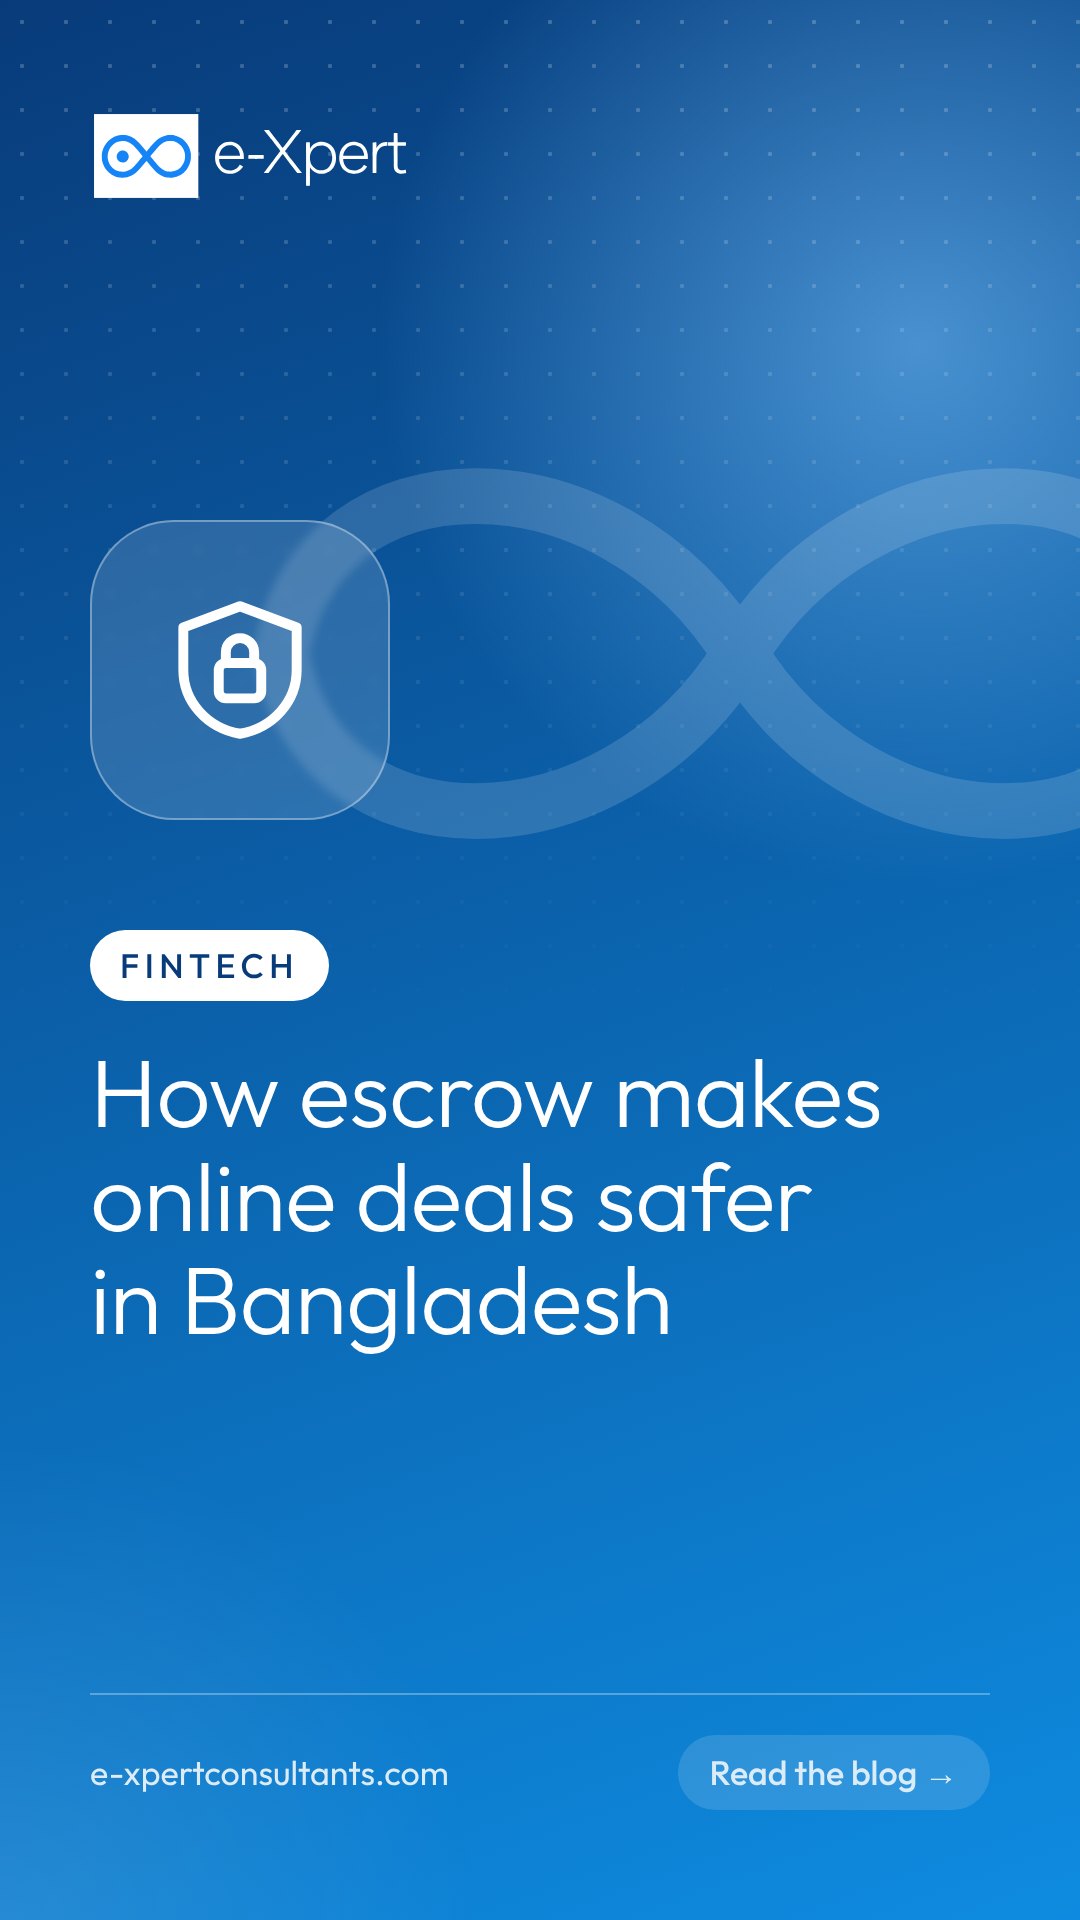 e-Xpert
FINTECH
How escrow makes
online deals safer
in Bangladesh
e-xpertconsultants.com
Read the blog →